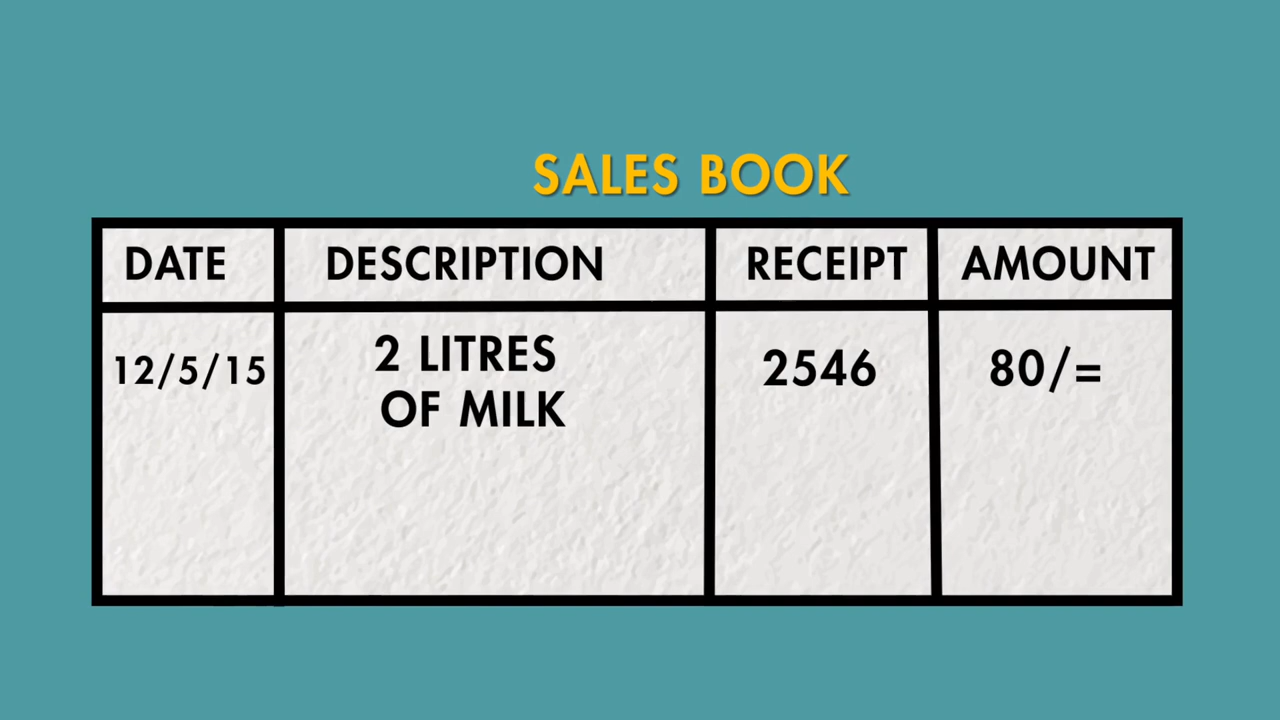 SALES BOOK
DATE DESCRIPTION RECEIPT AMOUNT
12/5/15 2 LITRES OF MILK 2546 80/=